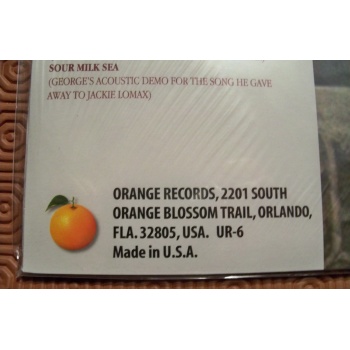 SOUR MILK SEA
(GEORGE'S ACOUSTIC DEMO FOR THE SONG HE GAVE
AWAY TO JACKIE LOMAX)
ORANGE RECORDS, 2201 SOUTH
ORANGE BLOSSOM TRAIL, ORLANDO,
FLA. 32805, USA. UR-6
Made in U.S.A.